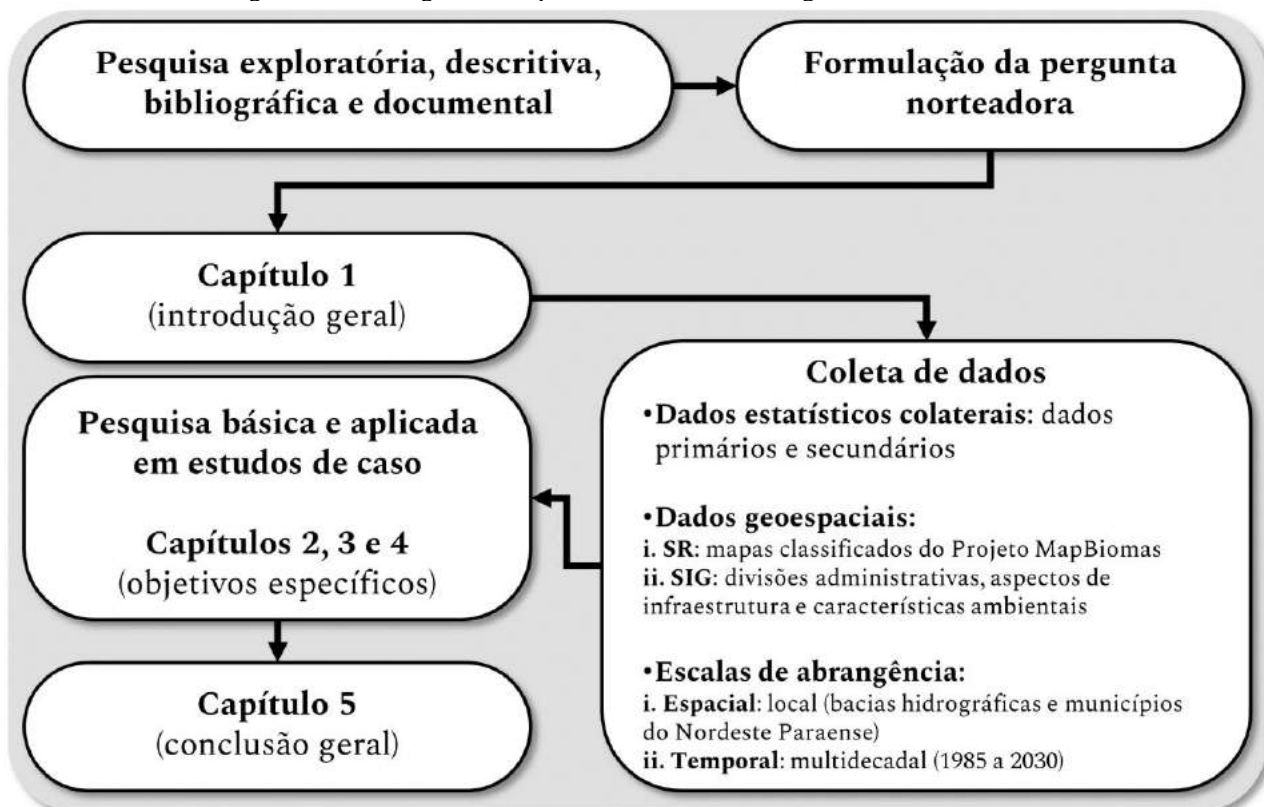 Pesquisa exploratória, descritiva,
bibliográfica e documental
Formulação da pergunta
norteadora
Capítulo 1
(introdução geral)
Coleta de dados
•Dados estatísticos colaterais: dados
primários e secundários
•Dados geoespaciais:
i. SR: mapas classificados do Projeto MapBiomas
ii. SIG: divisões administrativas, aspectos de
infraestrutura e características ambientais
•Escalas de abrangência:
i. Espacial: local (bacias hidrográficas e municípios
do Nordeste Paraense)
ii. Temporal: multidecadal (1985 a 2030)
Pesquisa básica e aplicada
em estudos de caso
Capítulos 2, 3 e 4
(objetivos específicos)
Capítulo 5
(conclusão geral)